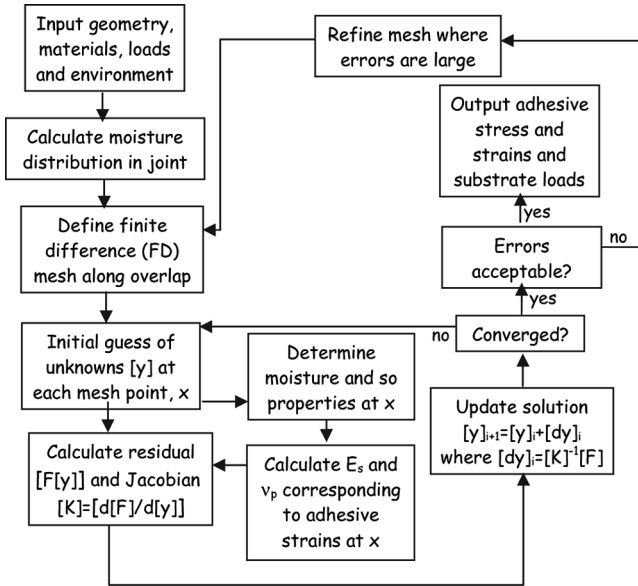 Input geometry,
materials, loads
and environment
Calculate moisture
distribution in joint
Define finite
difference (FD)
mesh along overlap
Initial guess of
unknowns [y] at
each mesh point, x
Calculate residual
[F[y]] and Jacobian
[K]=[d[F]/d[y]]
Determine
moisture and so
properties at x
Calculate Eₛ and
νₚ corresponding
to adhesive
strains at x
Refine mesh where
errors are large
Output adhesive
stress and
strains and
substrate loads
yes
no
Errors
acceptable?
yes
no
Converged?
Update solution
[y]ᵢ₊₁=[y]ᵢ+[dy]ᵢ
where [dy]ᵢ=[K]⁻¹[F]